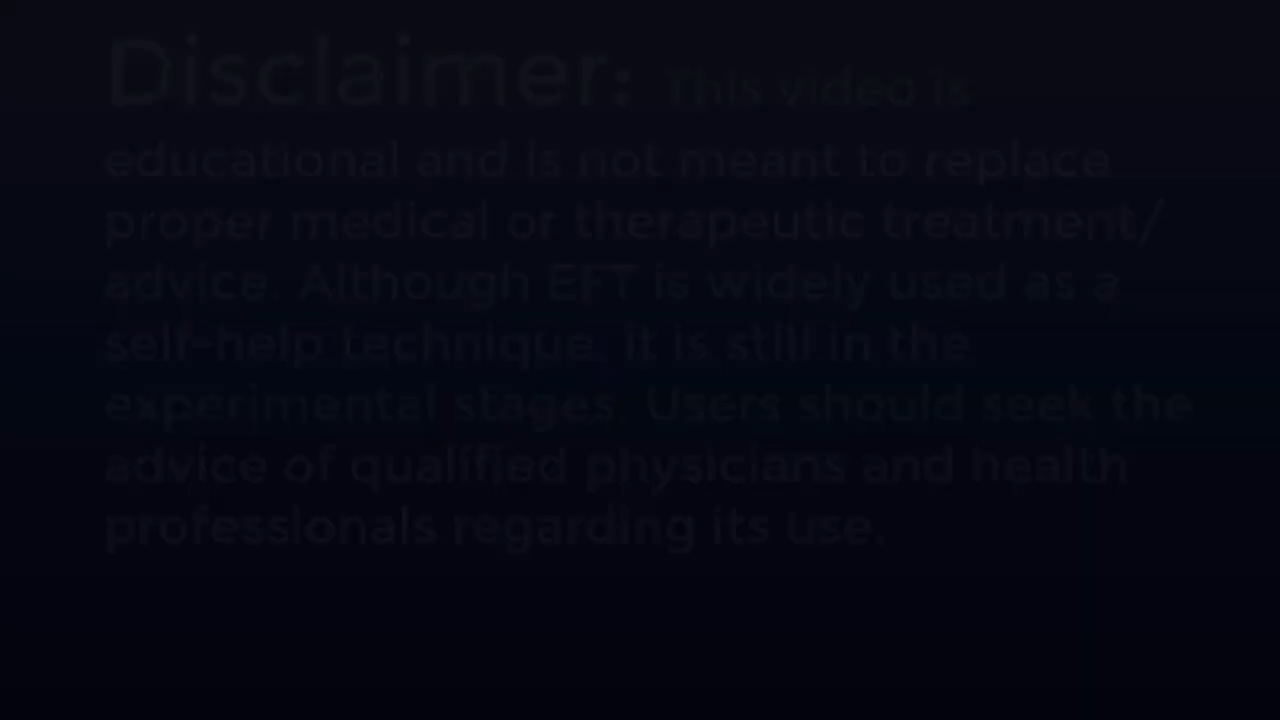 Disclaimer: This video is
educational and is not meant to replace
proper medical or therapeutic treatment/
advice. Although EFT is widely used as a
self-help technique, it is still in the
experimental stages. Users should seek the
advice of qualified physicians and health
professionals regarding its use.